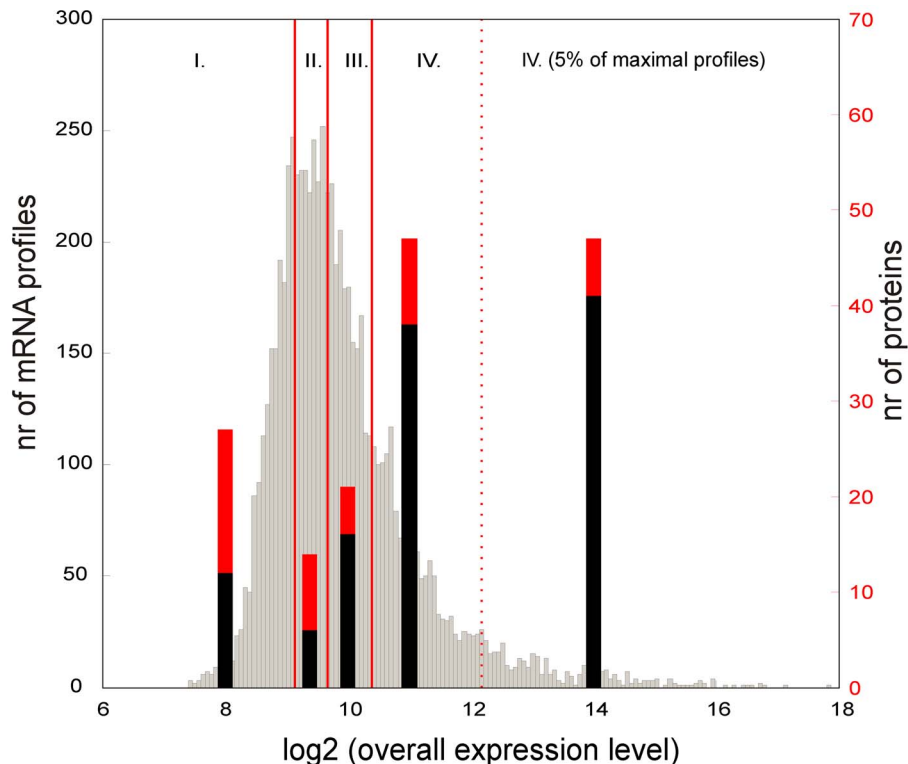 300
250
200
150
100
50
0
nr of mRNA profiles
I.
II.
III.
IV.
IV. (5% of maximal profiles)
70
60
50
40
30
20
10
0
nr of proteins
6 8 10 12 14 16 18
log2 (overall expression level)